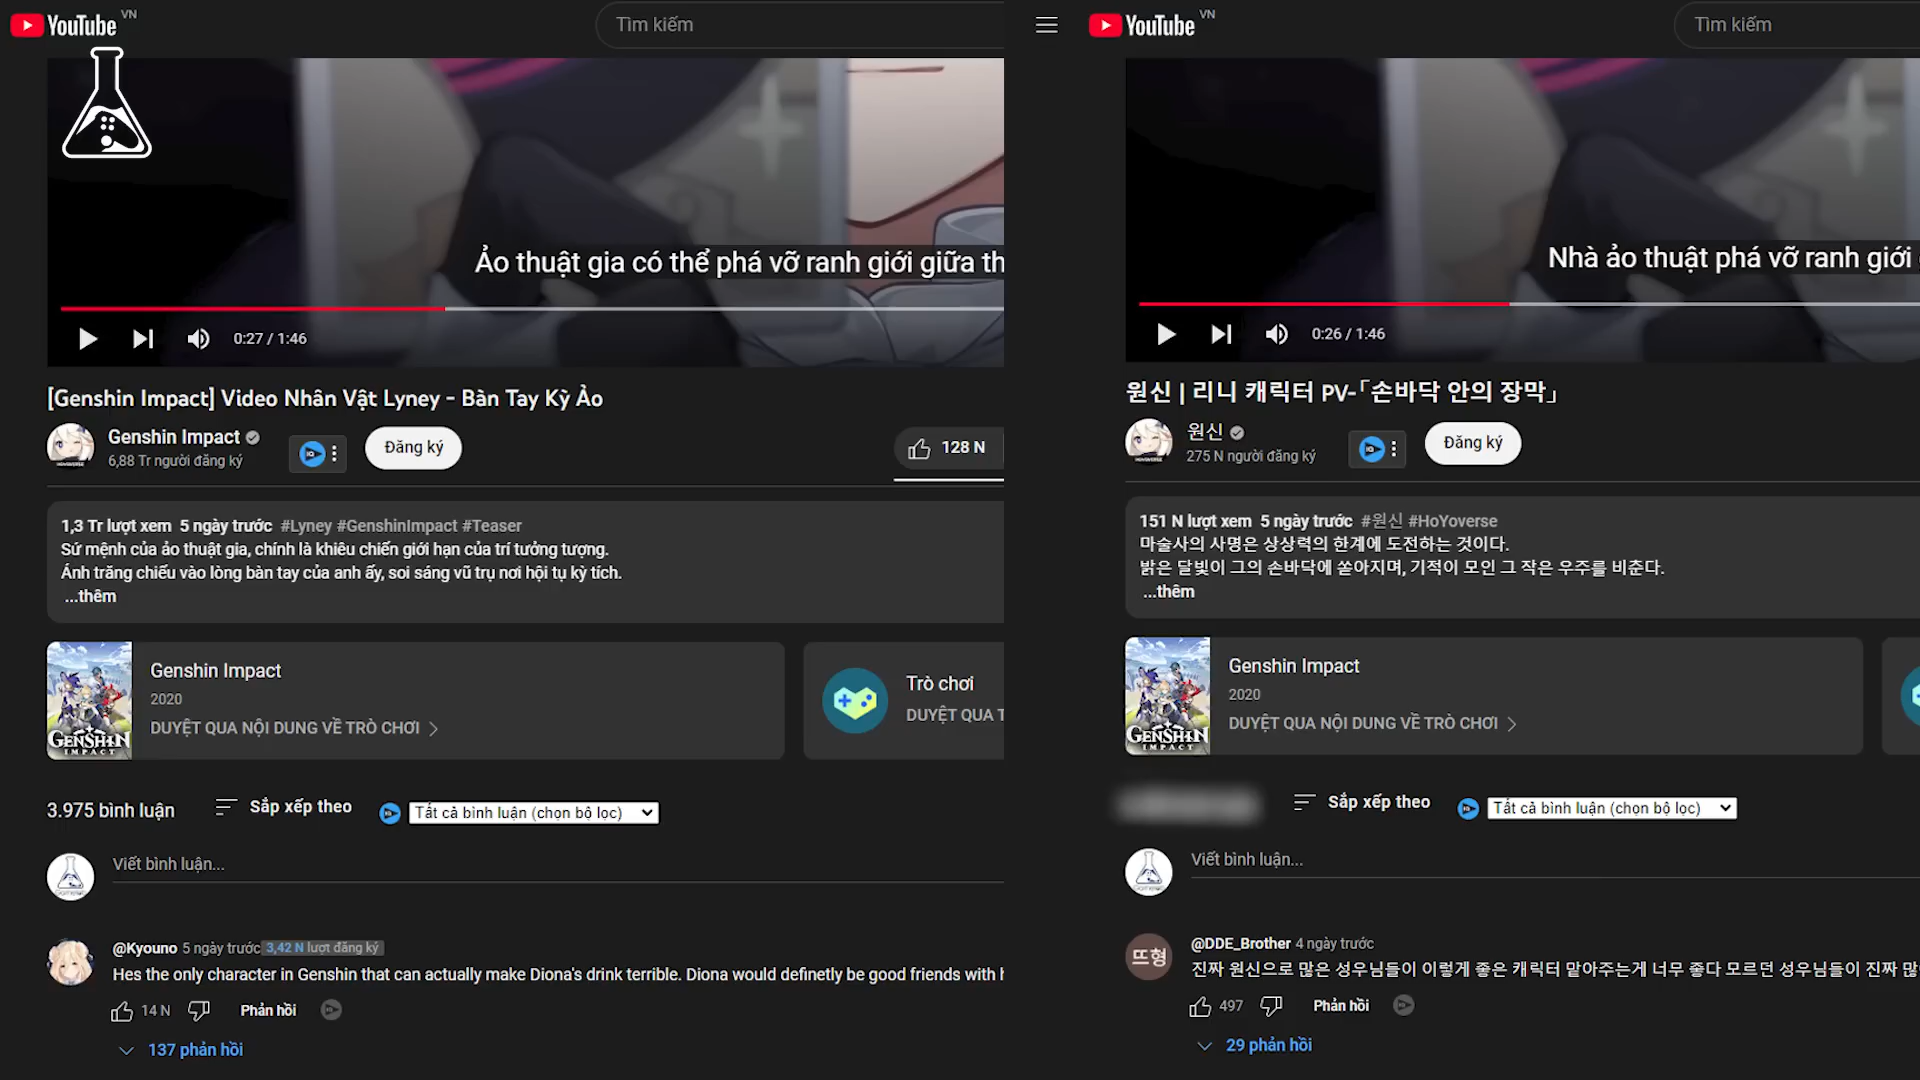 YouTube VN
Tìm kiếm
Ảo thuật gia có thể phá vỡ ranh giới giữa th
0:27 / 1:46
[Genshin Impact] Video Nhân Vật Lyney - Bàn Tay Kỳ Ảo
Genshin Impact
6,88 Tr người đăng ký
Đăng ký
128 N
1,3 Tr lượt xem 5 ngày trước #Lyney #GenshinImpact #Teaser
Sứ mệnh của ảo thuật gia, chính là khiêu chiến giới hạn của trí tưởng tượng.
Ánh trăng chiếu vào lòng bàn tay của anh ấy, soi sáng vũ trụ nơi hội tụ kỳ tích.
...thêm
GENSHIN
IMPACT
Genshin Impact
2020
DUYỆT QUA NỘI DUNG VỀ TRÒ CHƠI
Trò chơi
DUYỆT QUA T
3.975 bình luận
Sắp xếp theo
Tất cả bình luận (chọn bộ lọc)
Viết bình luận...
@Kyouno 5 ngày trước 3,42 N lượt đăng ký
Hes the only character in Genshin that can actually make Diona's drink terrible. Diona would definetly be good friends with h
14 N
Phản hồi
137 phản hồi
YouTube VN
Tìm kiếm
Nhà ảo thuật phá vỡ ranh giới
0:26 / 1:46
원신 | 리니 캐릭터 PV-「손바닥 안의 장막」
원신
275 N người đăng ký
Đăng ký
151 N lượt xem 5 ngày trước #원신 #HoYoverse
마술사의 사명은 상상력의 한계에 도전하는 것이다.
밝은 달빛이 그의 손바닥에 쏟아지며, 기적이 모인 그 작은 우주를 비춘다.
...thêm
GENSHIN
IMPACT
Genshin Impact
2020
DUYỆT QUA NỘI DUNG VỀ TRÒ CHƠI
Sắp xếp theo
Tất cả bình luận (chọn bộ lọc)
Viết bình luận...
뜨형
@DDE_Brother 4 ngày trước
진짜 원신으로 많은 성우님들이 이렇게 좋은 캐릭터 맡아주는게 너무 좋다 모르던 성우님들이 진짜 많
497
Phản hồi
29 phản hồi